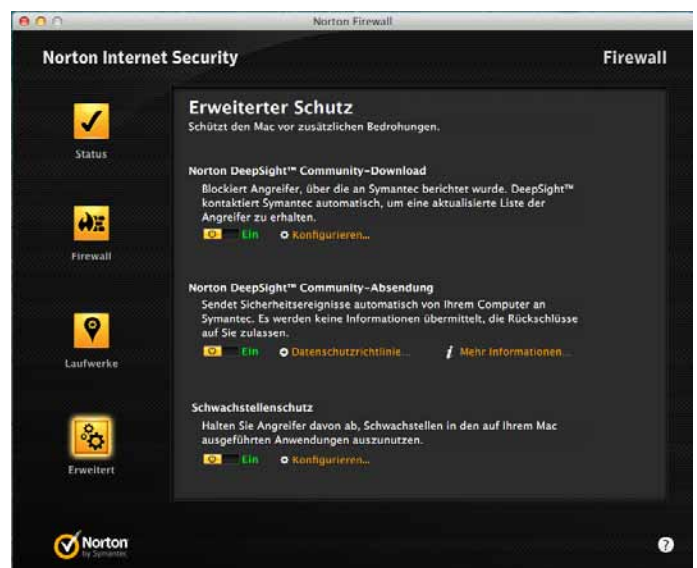 Norton Firewall
Norton Internet Security
Firewall
Status
Firewall
Laufwerke
Erweitert
Erweiterter Schutz
Schützt den Mac vor zusätzlichen Bedrohungen.
Norton DeepSight™ Community-Download
Blockiert Angreifer, über die an Symantec berichtet wurde. DeepSight™
kontaktiert Symantec automatisch, um eine aktualisierte Liste der
Angreifer zu erhalten.
Ein Konfigurieren...
Norton DeepSight™ Community-Absendung
Sendet Sicherheitsereignisse automatisch von Ihrem Computer an
Symantec. Es werden keine Informationen übermittelt, die Rückschlüsse
auf Sie zulassen.
Ein Datenschutzrichtlinie... i Mehr Informationen...
Schwachstellenschutz
Halten Sie Angreifer davon ab, Schwachstellen in den auf Ihrem Mac
ausgeführten Anwendungen auszunutzen.
Ein Konfigurieren...
Norton
by Symantec
?